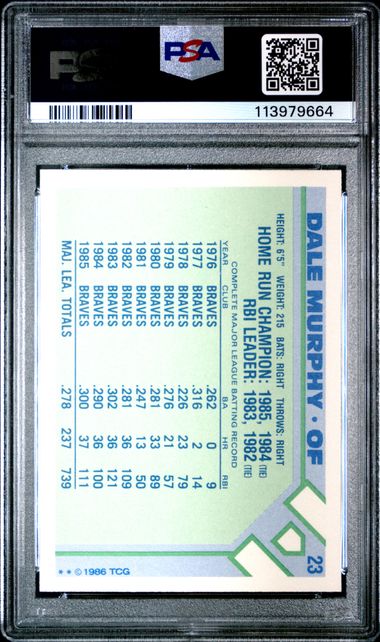 PSA
113979664
DALE MURPHY · OF
23
HEIGHT: 6'5" WEIGHT: 215 BATS: RIGHT THROWS: RIGHT
HOME RUN CHAMPION: 1985, 1984 (TIE)
RBI LEADER: 1983, 1982 (TIE)
COMPLETE MAJOR LEAGUE BATTING RECORD
YEAR CLUB BA HR RBI
1976 BRAVES .262 0 9
1977 BRAVES .316 2 14
1978 BRAVES .226 23 79
1979 BRAVES .276 21 57
1980 BRAVES .281 33 89
1981 BRAVES .247 13 50
1982 BRAVES .281 36 109
1983 BRAVES .302 36 121
1984 BRAVES .290 36 100
1985 BRAVES .300 37 111
MAJ. LEA. TOTALS .278 237 739
* * © 1986 TCG